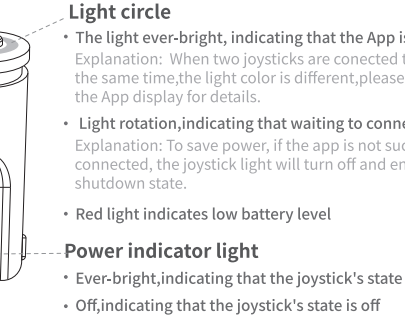 Light circle
• The light ever-bright, indicating that the App
Explanation: When two joysticks are conected
the same time,the light color is different,please
the App display for details.
• Light rotation,indicating that waiting to
Explanation: To save power, if the app is not
connected, the joystick light will turn off and
shutdown state.
• Red light indicates low battery level
Power indicator light
• Ever-bright,indicating that the joystick's state
• Off,indicating that the joystick's state is off